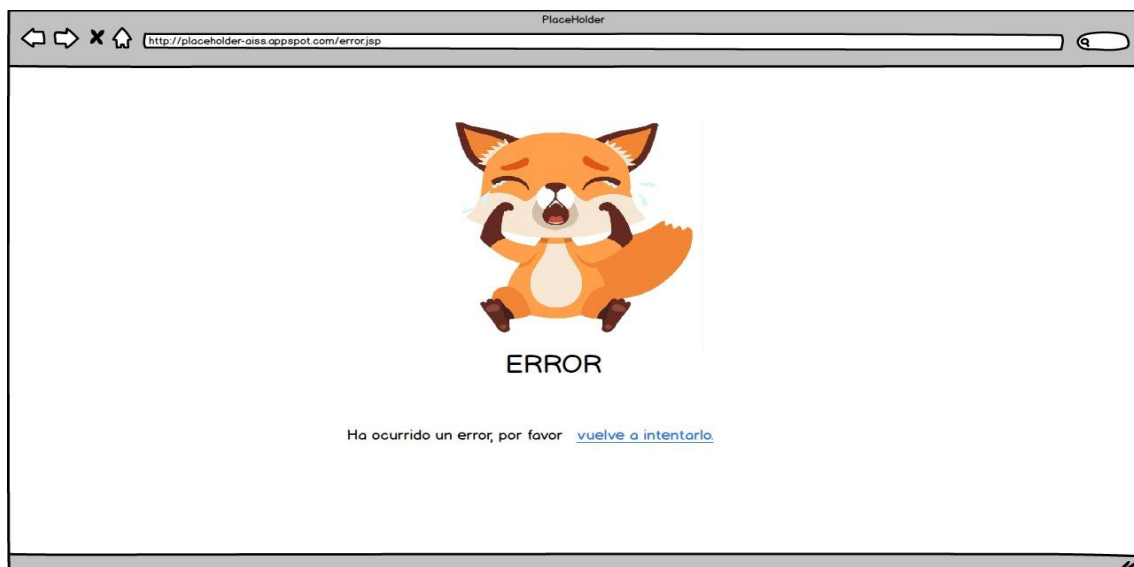 PlaceHolder
http://placeholder-aiss.appspot.com/error.jsp
ERROR
Ha ocurrido un error, por favor vuelve a intentarlo.